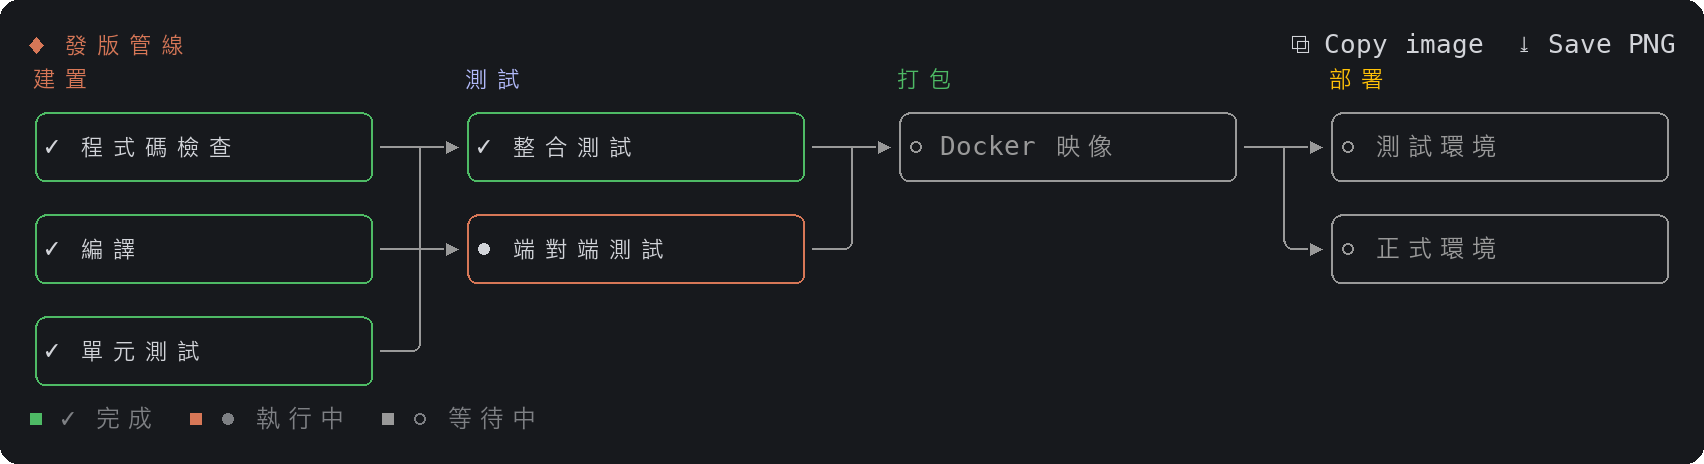 ◆ 發版管線 ⧉ Copy image ⤓ Save PNG
建置 測試 打包 部署
✓ 程式碼檢查 ✓ 整合測試 ○ Docker 映像 ○ 測試環境
✓ 編譯 ● 端對端測試 ○ 正式環境
✓ 單元測試
■ ✓ 完成 ■ ● 執行中 ■ ○ 等待中